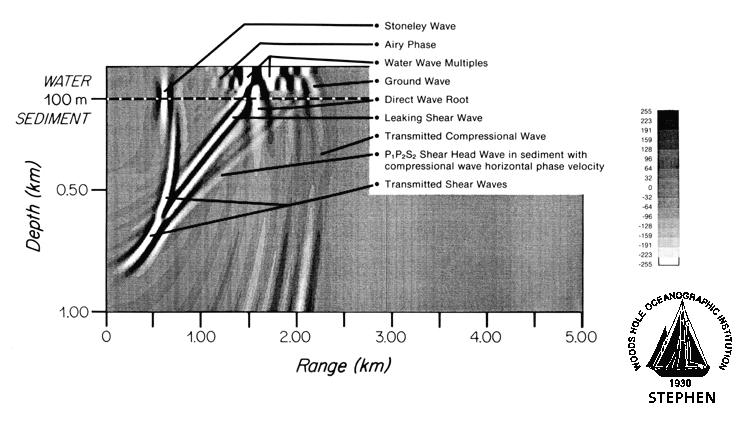 • Stoneley Wave
• Airy Phase
• Water Wave Multiples
• Ground Wave
• Direct Wave Root
• Leaking Shear Wave
• Transmitted Compressional Wave
• P₁P₂S₂ Shear Head Wave in sediment with
compressional wave horizontal phase velocity
• Transmitted Shear Waves
WATER
100 m
SEDIMENT
0.50
1.00
Depth (km)
0
1.00
2.00
3.00
4.00
5.00
Range (km)
255
223
191
159
128
96
64
32
0
-32
-64
-96
-128
-159
-191
-223
-255
WOODS HOLE OCEANOGRAPHIC INSTITUTION
1930
STEPHEN